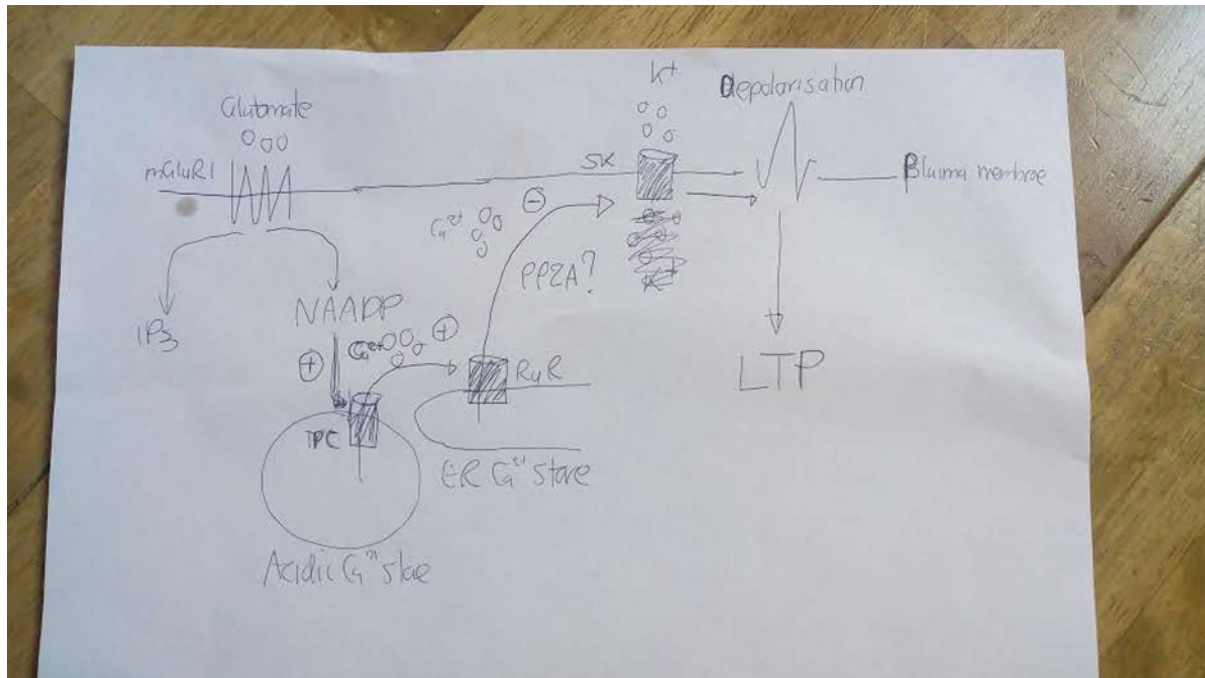 Glutamate
mGluR1
K+
Depolarisation
SK
Plasma membrane
Ca2+
-
PP2A?
IP3
NAADP
+
Ca2+
+
RyR
TPC
LTP
ER Ca2+ store
Acidic Ca2+ store